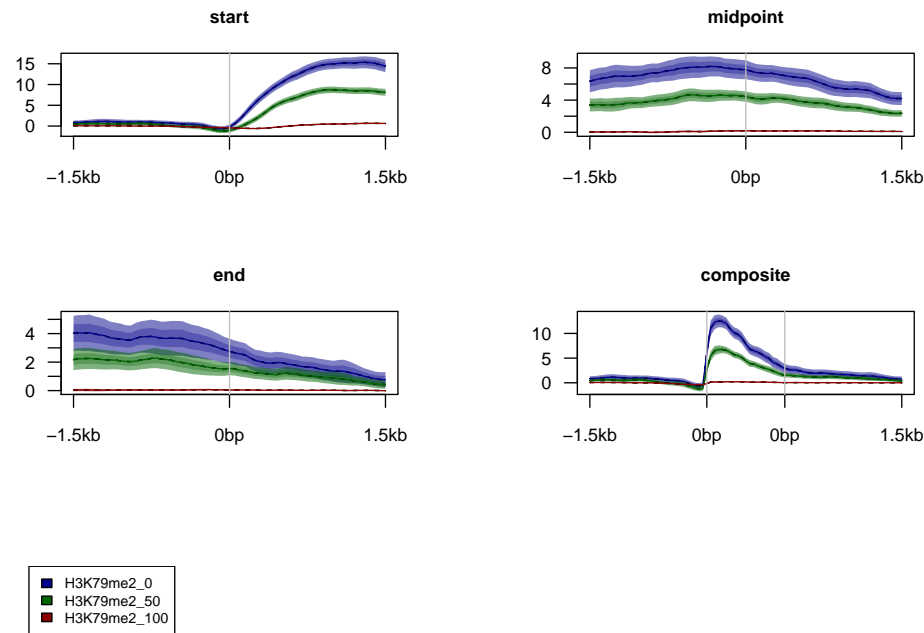 start
15
10
5
0
−1.5kb 0bp 1.5kb
midpoint
8
4
0
−1.5kb 0bp 1.5kb
end
4
2
0
−1.5kb 0bp 1.5kb
composite
10
5
0
−1.5kb 0bp 0bp 1.5kb
H3K79me2_0
H3K79me2_50
H3K79me2_100